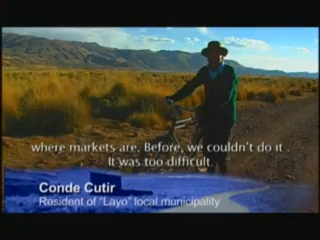 where markets are. Before, we couldn't do it .
It was too difficult.
Conde Cutir
Resident of "Layo" local municipality